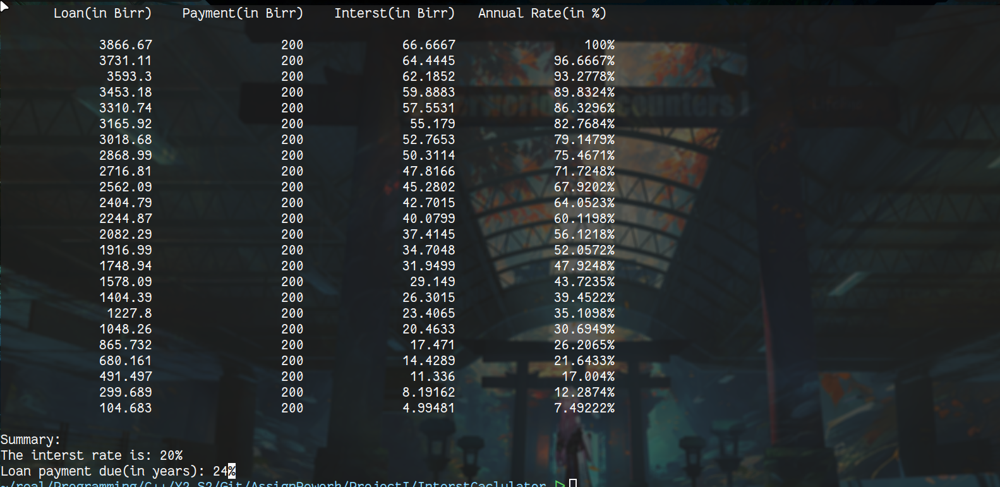 Loan(in Birr) Payment(in Birr) Interst(in Birr) Annual Rate(in %)
3866.67 200 66.6667 100%
3731.11 200 64.4445 96.6667%
3593.3 200 62.1852 93.2778%
3453.18 200 59.8883 89.8324%
3310.74 200 57.5531 86.3296%
3165.92 200 55.179 82.7684%
3018.68 200 52.7653 79.1479%
2868.99 200 50.3114 75.4671%
2716.81 200 47.8166 71.7248%
2562.09 200 45.2802 67.9202%
2404.79 200 42.7015 64.0523%
2244.87 200 40.0799 60.1198%
2082.29 200 37.4145 56.1218%
1916.99 200 34.7048 52.0572%
1748.94 200 31.9499 47.9248%
1578.09 200 29.149 43.7235%
1404.39 200 26.3015 39.4522%
1227.8 200 23.4065 35.1098%
1048.26 200 20.4633 30.6949%
865.732 200 17.471 26.2065%
680.161 200 14.4289 21.6433%
491.497 200 11.336 17.004%
299.689 200 8.19162 12.2874%
104.683 200 4.99481 7.49222%
Summary:
The interst rate is: 20%
Loan payment due(in years): 24%
~/real/Programming/C++/Y2_S2/Git/AssignRework/ProjectI/InterstCaclulator